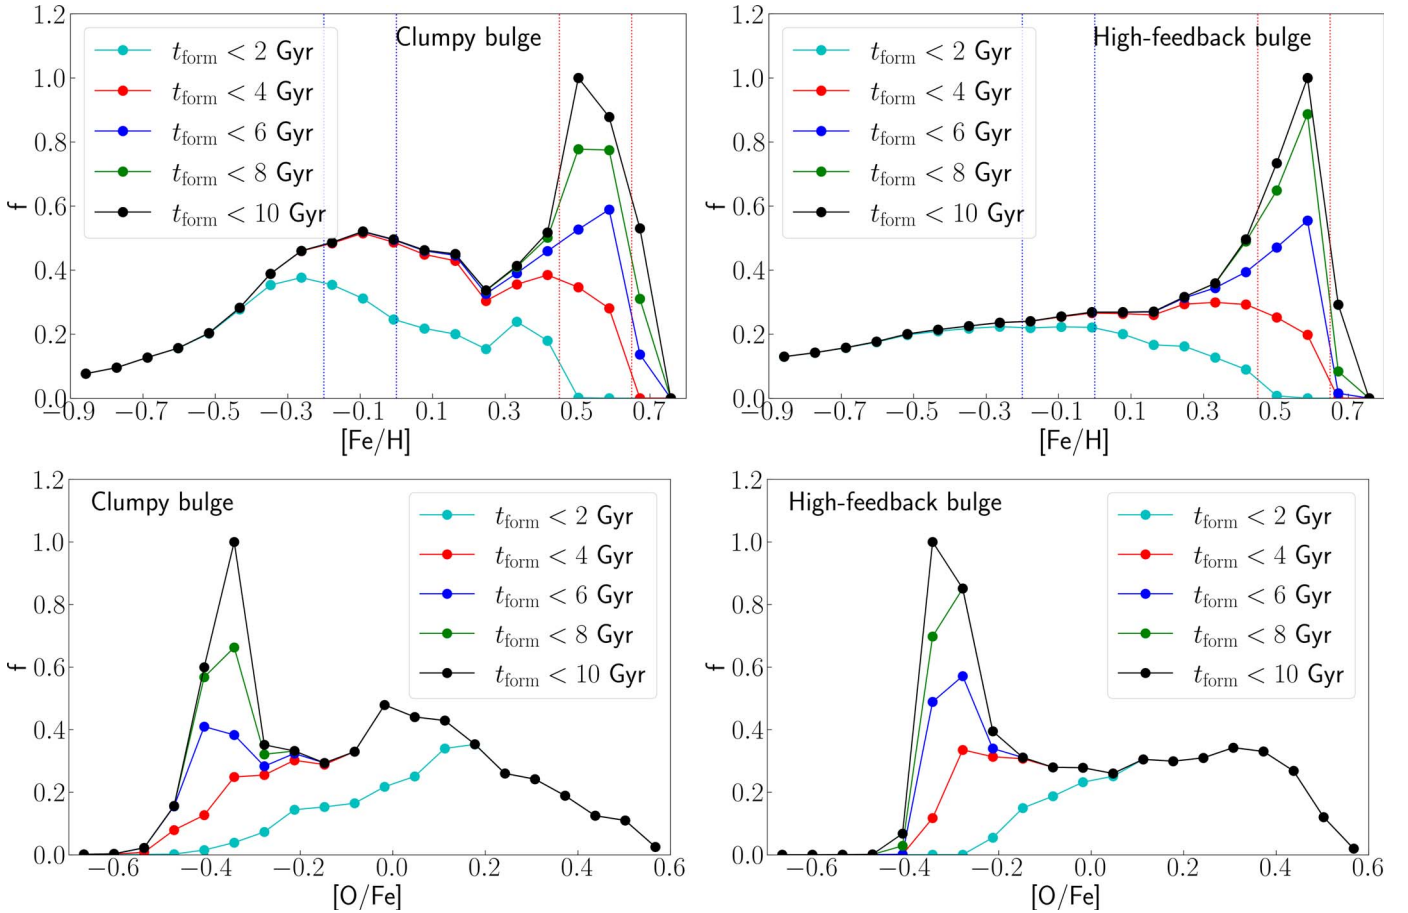 Clumpy bulge
t_form < 2 Gyr
t_form < 4 Gyr
t_form < 6 Gyr
t_form < 8 Gyr
t_form < 10 Gyr
f
1.2
1.0
0.8
0.6
0.4
0.2
0.0
−0.9 −0.7 −0.5 −0.3 −0.1 0.1 0.3 0.5 0.7
[Fe/H]
High-feedback bulge
t_form < 2 Gyr
t_form < 4 Gyr
t_form < 6 Gyr
t_form < 8 Gyr
t_form < 10 Gyr
f
1.2
1.0
0.8
0.6
0.4
0.2
0.0
−0.9 −0.7 −0.5 −0.3 −0.1 0.1 0.3 0.5 0.7
[Fe/H]
Clumpy bulge
t_form < 2 Gyr
t_form < 4 Gyr
t_form < 6 Gyr
t_form < 8 Gyr
t_form < 10 Gyr
f
1.2
1.0
0.8
0.6
0.4
0.2
0.0
−0.6 −0.4 −0.2 0.0 0.2 0.4 0.6
[O/Fe]
High-feedback bulge
t_form < 2 Gyr
t_form < 4 Gyr
t_form < 6 Gyr
t_form < 8 Gyr
t_form < 10 Gyr
f
1.2
1.0
0.8
0.6
0.4
0.2
0.0
−0.6 −0.4 −0.2 0.0 0.2 0.4 0.6
[O/Fe]